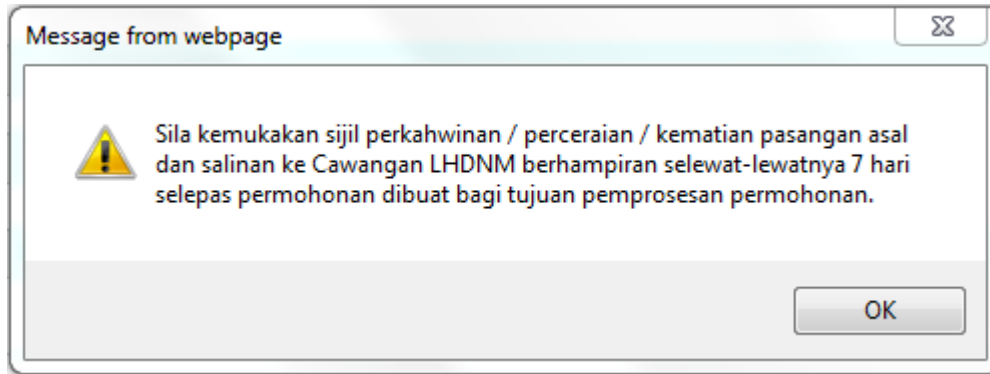 Message from webpage
Sila kemukakan sijil perkahwinan / perceraian / kematian pasangan asal
dan salinan ke Cawangan LHDNM berhampiran selewat-lewatnya 7 hari
selepas permohonan dibuat bagi tujuan pemprosesan permohonan.
OK